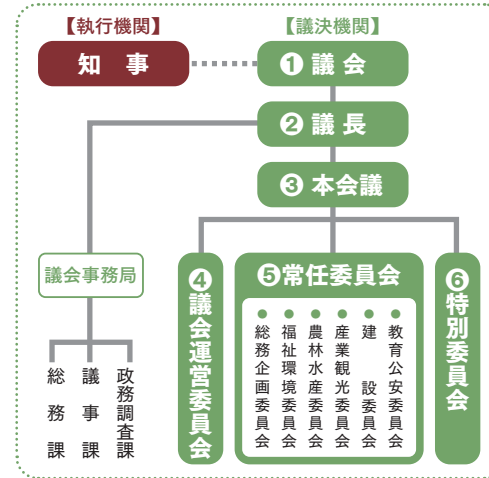 【執行機関】
【議決機関】
知 事
❶ 議 会
❷ 議 長
❸ 本会議
議会事務局
総務課
議事課
政務調査課
❹議会運営委員会
❺常任委員会
● 総務企画委員会
● 福祉環境委員会
● 農林水産委員会
● 産業観光委員会
● 建 設委員会
● 教育公安委員会
❻特別委員会